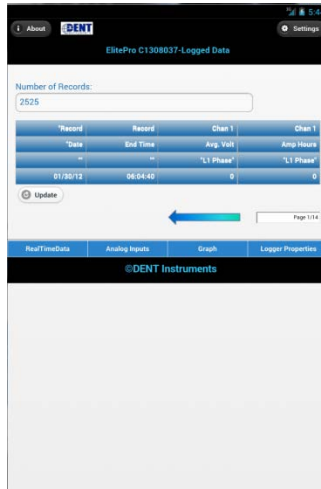 5:4
i About DENT Settings
ElitePro C1308037-Logged Data
Number of Records:
2525
"Record Record Chan 1 Chan 1
"Date End Time Avg. Volt Amp Hours
"" "" "L1 Phase" "L1 Phase"
01/30/12 06:04:40 0 0
Update
Page 1/14
RealTimeData Analog Inputs Graph Logger Properties
©DENT Instruments